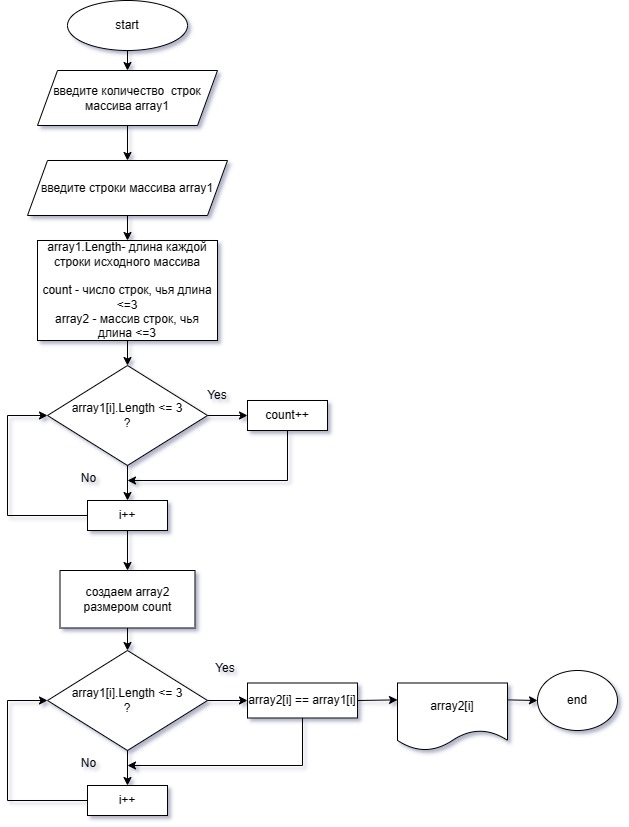 start
введите количество строк
массива array1
введите строки массива array1
array1.Length- длина каждой
строки исходного массива
count - число строк, чья длина
<=3
array2 - массив строк, чья
длина <=3
array1[i].Length <= 3
?
Yes
count++
No
i++
создаем array2
размером count
array1[i].Length <= 3
?
Yes
array2[i] == array1[i]
array2[i]
end
No
i++